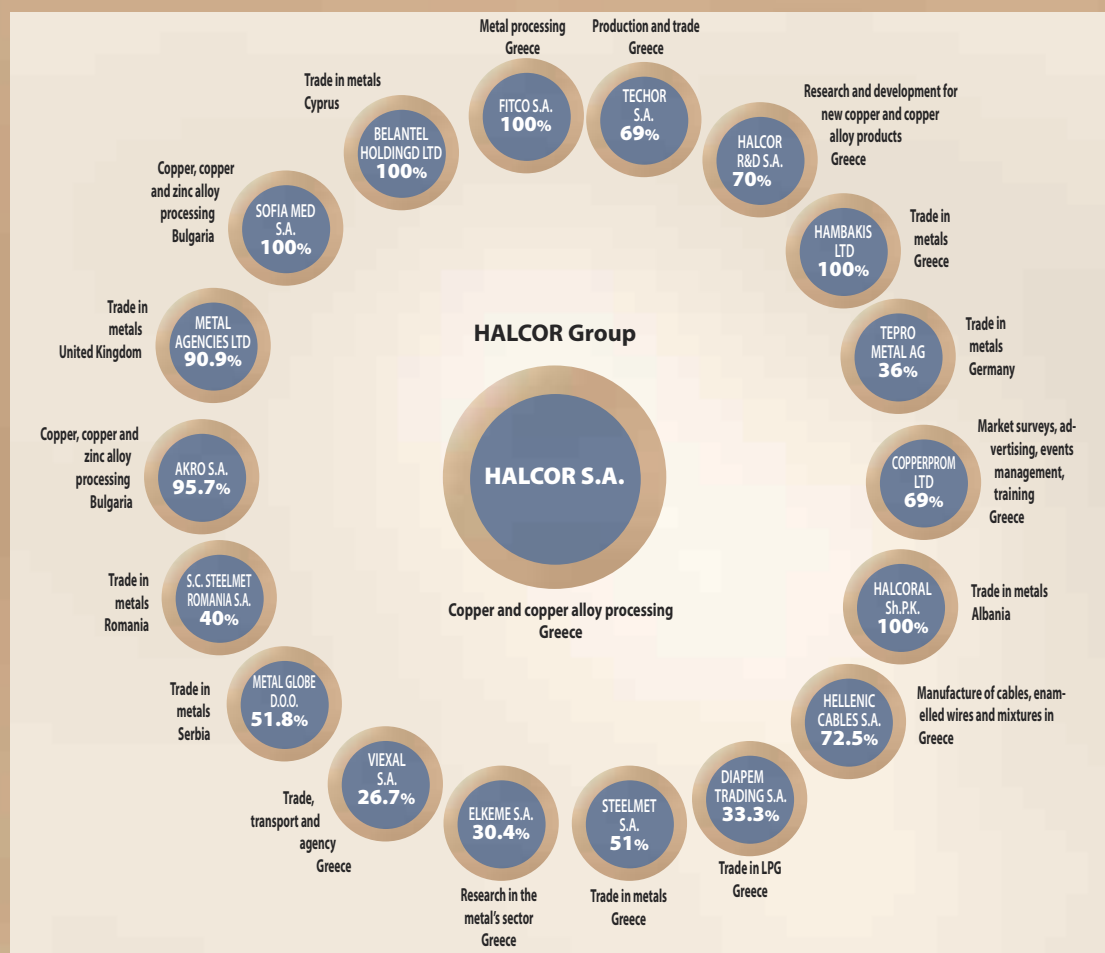 HALCOR Group
HALCOR S.A.
Copper and copper alloy processing
Greece
Metal processing
Greece
FITCO S.A.
100%
Production and trade
Greece
TECHOR
S.A.
69%
Research and development for
new copper and copper
alloy products
Greece
HALCOR
R&D S.A.
70%
Trade in
metals
Greece
HAMBAKIS
LTD
100%
Trade in
metals
Germany
TEPRO
METAL AG
36%
Market surveys, ad-
vertising, events
management,
training
Greece
COPPERPROM
LTD
69%
Trade in metals
Albania
HALCORAL
Sh.P.K.
100%
Manufacture of cables, enam-
elled wires and mixtures in
Greece
HELLENIC
CABLES S.A.
72.5%
DIAPEM
TRADING S.A.
33.3%
Trade in LPG
Greece
STEELMET
S.A.
51%
Trade in metals
Greece
ELKEME S.A.
30.4%
Research in the
metal's sector
Greece
VIEXAL
S.A.
26.7%
Trade,
transport and
agency
Greece
METAL GLOBE
D.O.O.
51.8%
Trade in
metals
Serbia
S.C. STEELMET
ROMANIA S.A.
40%
Trade in
metals
Romania
AKRO S.A.
95.7%
Copper, copper and
zinc alloy
processing
Bulgaria
METAL
AGENCIES LTD
90.9%
Trade in
metals
United Kingdom
SOFIA MED
S.A.
100%
Copper, copper
and zinc alloy
processing
Bulgaria
BELANTEL
HOLDINGD LTD
100%
Trade in metals
Cyprus